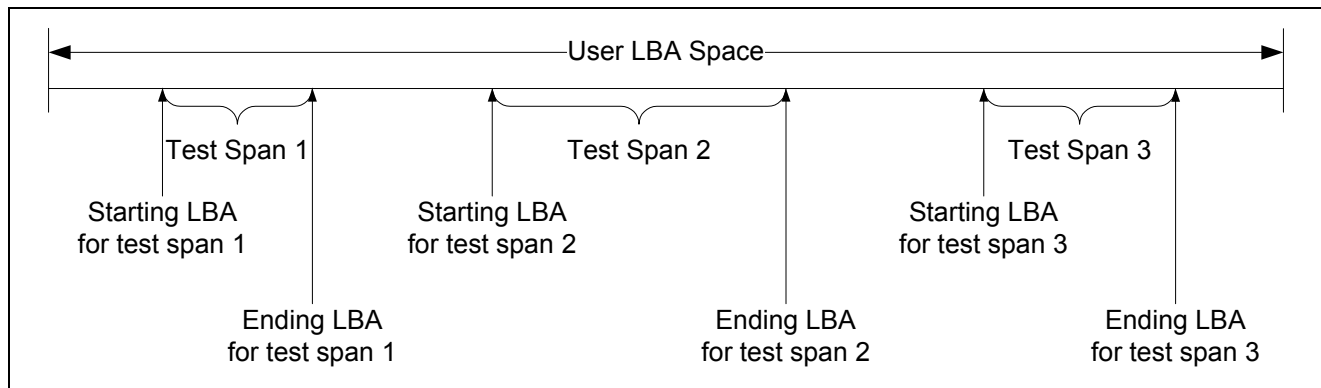 User LBA Space
Test Span 1
Test Span 2
Test Span 3
Starting LBA
for test span 1
Starting LBA
for test span 2
Starting LBA
for test span 3
Ending LBA
for test span 1
Ending LBA
for test span 2
Ending LBA
for test span 3